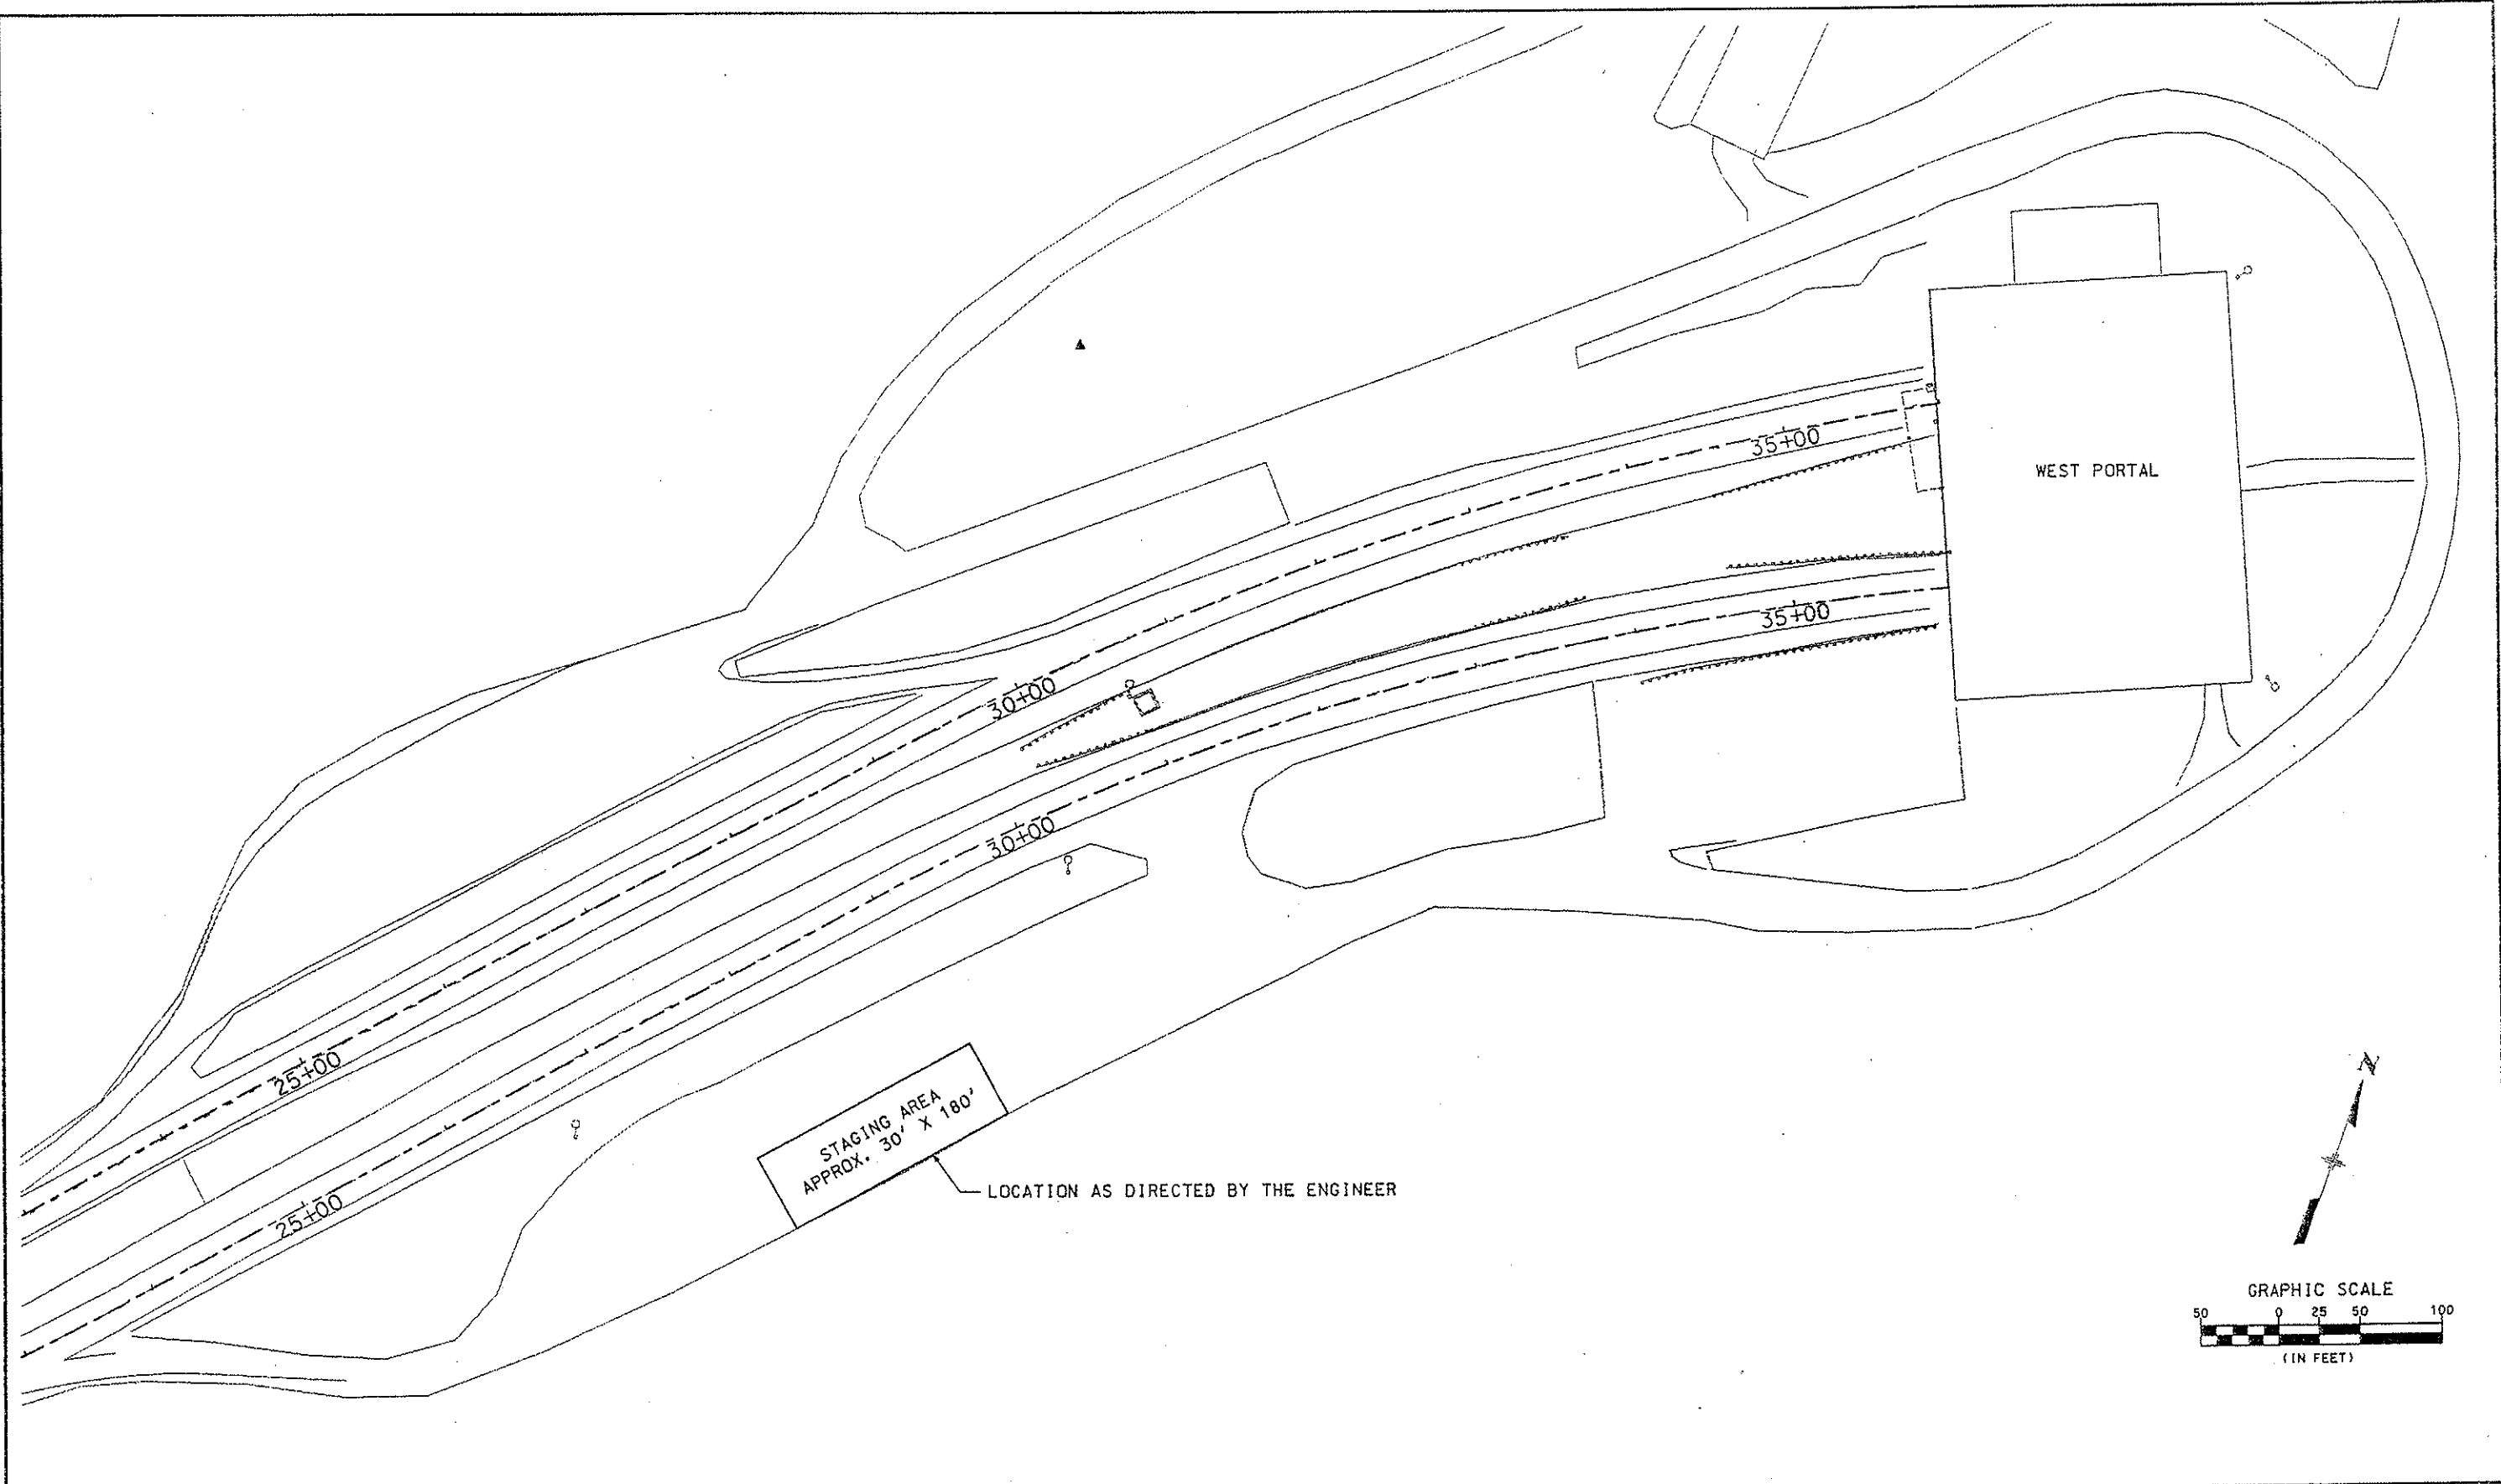 35+00
WEST PORTAL
35+00
30+00
30+00
25+00
25+00
STAGING AREA
APPROX. 30' X 180'
LOCATION AS DIRECTED BY THE ENGINEER
N
GRAPHIC SCALE
50 0 25 50 100
(IN FEET)